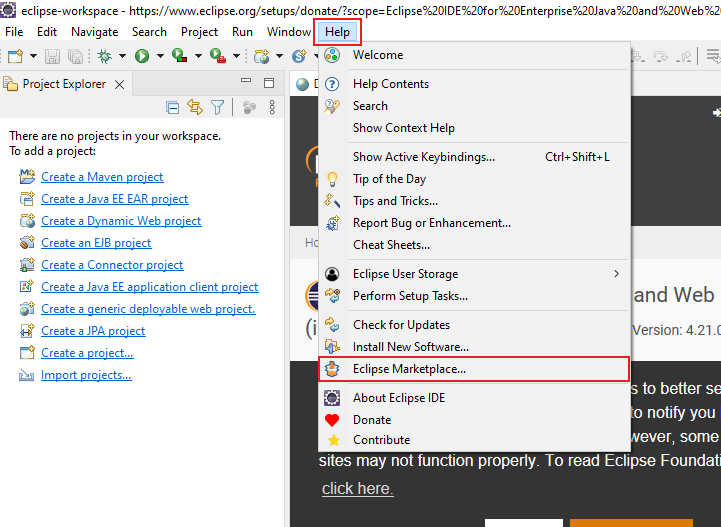 eclipse-workspace - https://www.eclipse.org/setups/donate/?scope=Eclipse%20IDE%20for%20Enterprise%20Java%20and%20Web%20
File Edit Navigate Search Project Run Window Help
Project Explorer
There are no projects in your workspace.
To add a project:
Create a Maven project
Create a Java EE EAR project
Create a Dynamic Web project
Create an EJB project
Create a Connector project
Create a Java EE application client project
Create a generic deployable web project.
Create a JPA project
Create a project...
Import projects...
Welcome
Help Contents
Search
Show Context Help
Show Active Keybindings... Ctrl+Shift+L
Tip of the Day
Tips and Tricks...
Report Bug or Enhancement...
Cheat Sheets...
Eclipse User Storage
Perform Setup Tasks...
Check for Updates
Install New Software...
Eclipse Marketplace...
About Eclipse IDE
Donate
Contribute
D
Ho
and Web
(i
Version: 4.21.0
s to better se
to notify you
wever, some
sites may not function properly. To read Eclipse Foundati
click here.